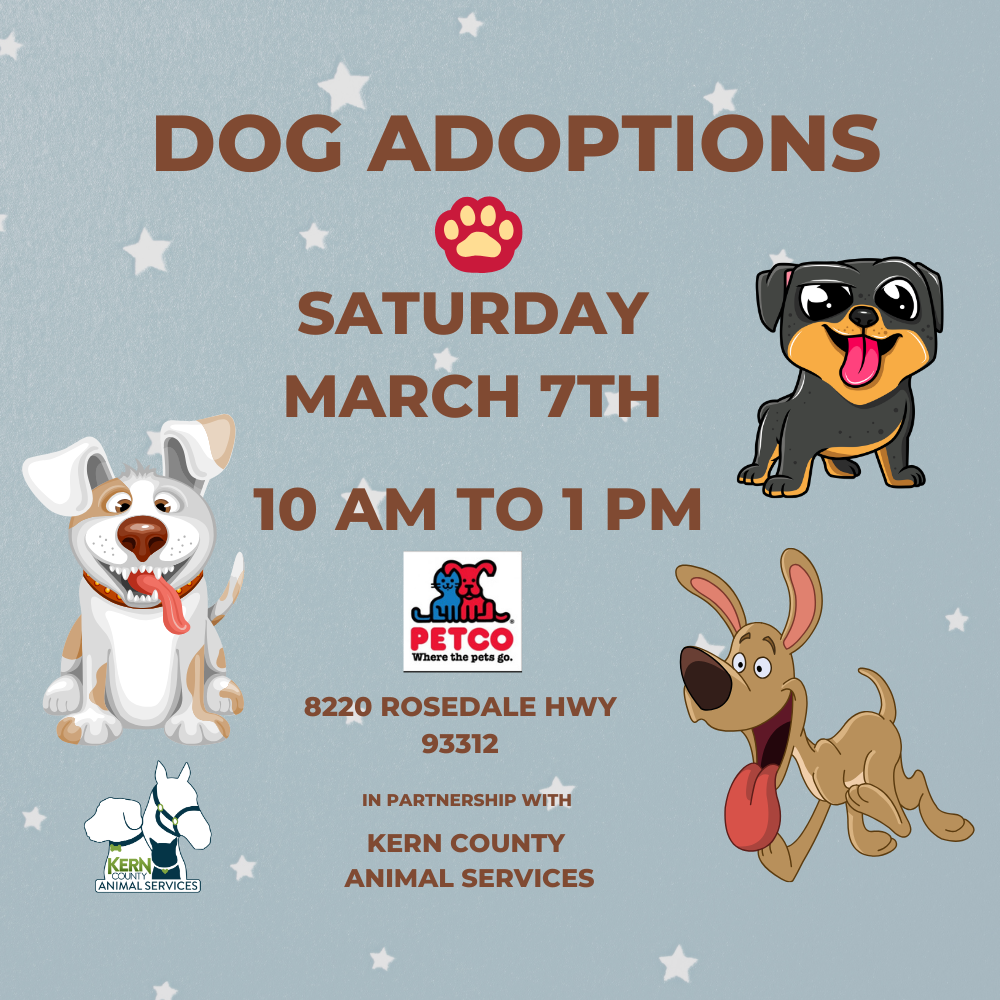 DOG ADOPTIONS
SATURDAY
MARCH 7TH
10 AM TO 1 PM
PETCO
Where the pets go.
8220 ROSEDALE HWY
93312
IN PARTNERSHIP WITH
KERN COUNTY
ANIMAL SERVICES
KERN
COUNTY
ANIMAL SERVICES